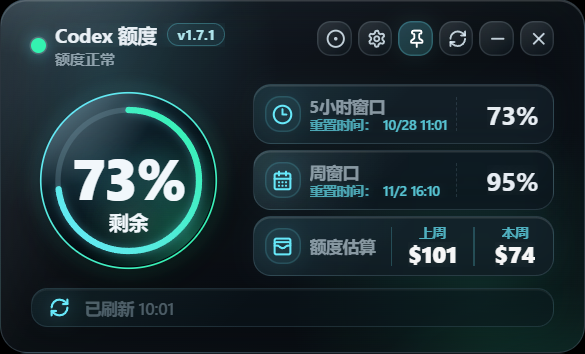 Codex 额度 v1.7.1
额度正常
73%
剩余
5小时窗口
重置时间： 10/28 11:01
73%
周窗口
重置时间： 11/2 16:10
95%
额度估算
上周
$101
本周
$74
已刷新 10:01